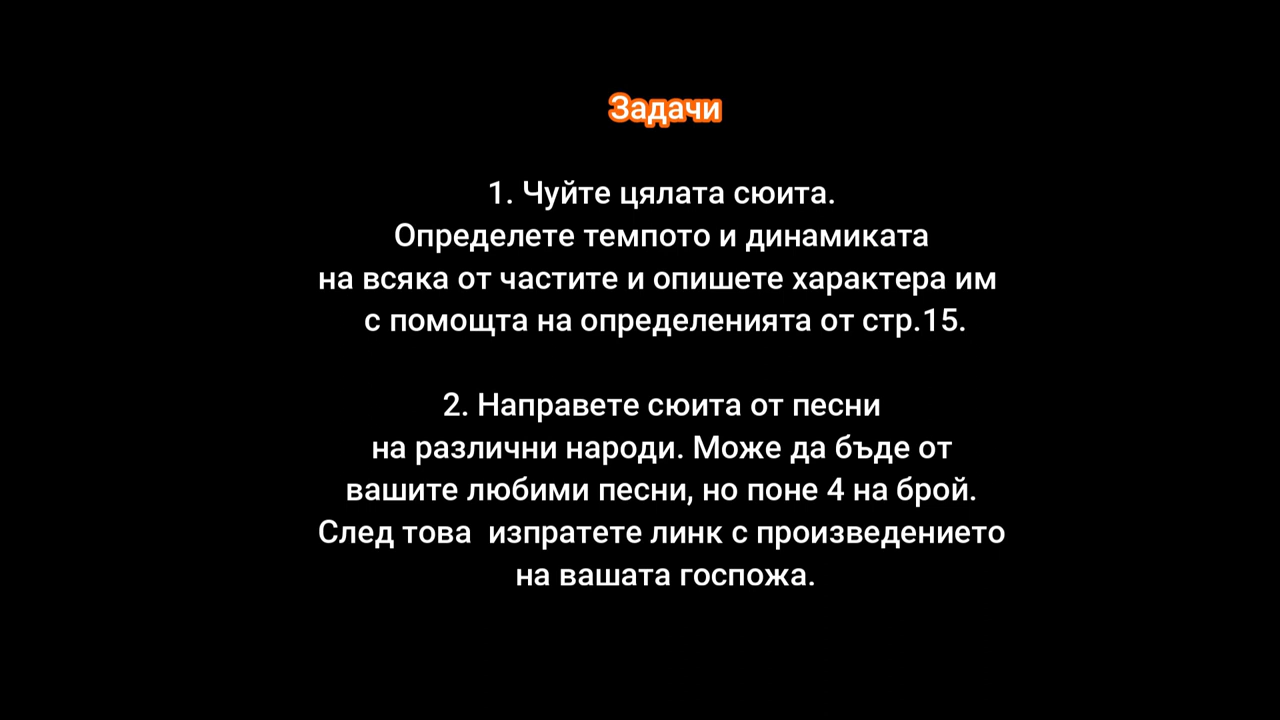 Задачи
1. Чуйте цялата сюита.
Определете темпото и динамиката
на всяка от частите и опишете характера им
с помощта на определенията от стр.15.
2. Направете сюита от песни
на различни народи. Може да бъде от
вашите любими песни, но поне 4 на брой.
След това  изпратете линк с произведението
на вашата госпожа.